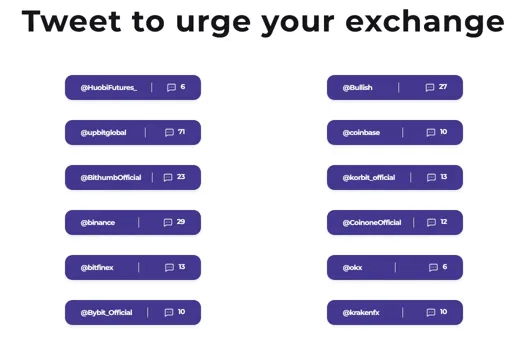 Tweet to urge your exchange
@HuobiFutures_ 6
@Bullish 27
@upbitglobal 71
@coinbase 10
@BithumbOfficial 23
@korbit_official 13
@binance 29
@CoinoneOfficial 12
@bitfinex 13
@okx 6
@Bybit_Official 10
@krakenfx 10